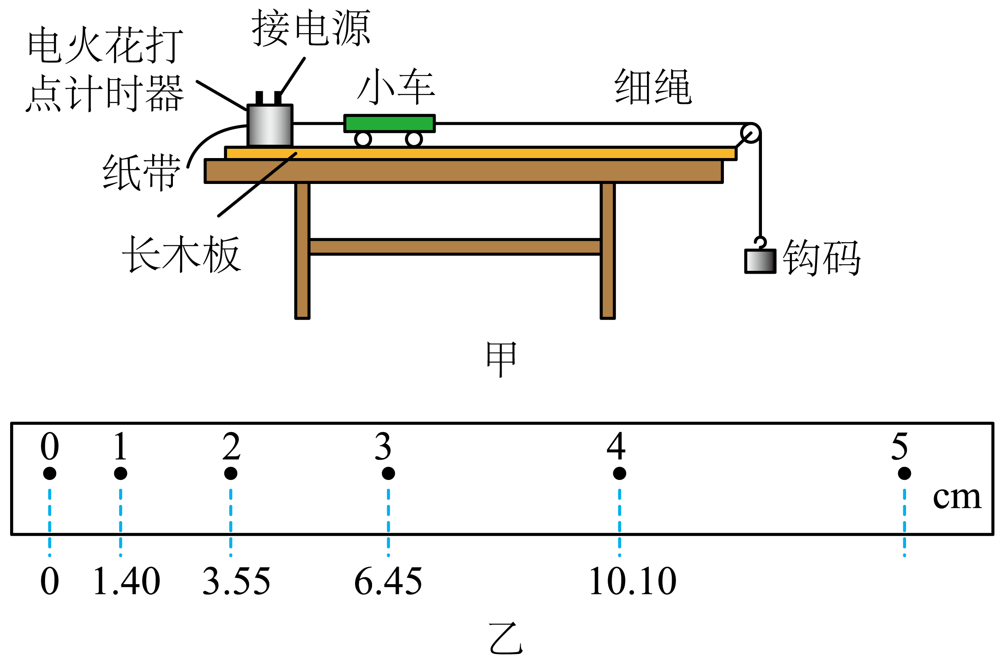 接电源
电火花打
点计时器
小车
细绳
纸带
长木板
钩码
甲
0 1 2 3 4 5
cm
0 1.40 3.55 6.45 10.10
乙